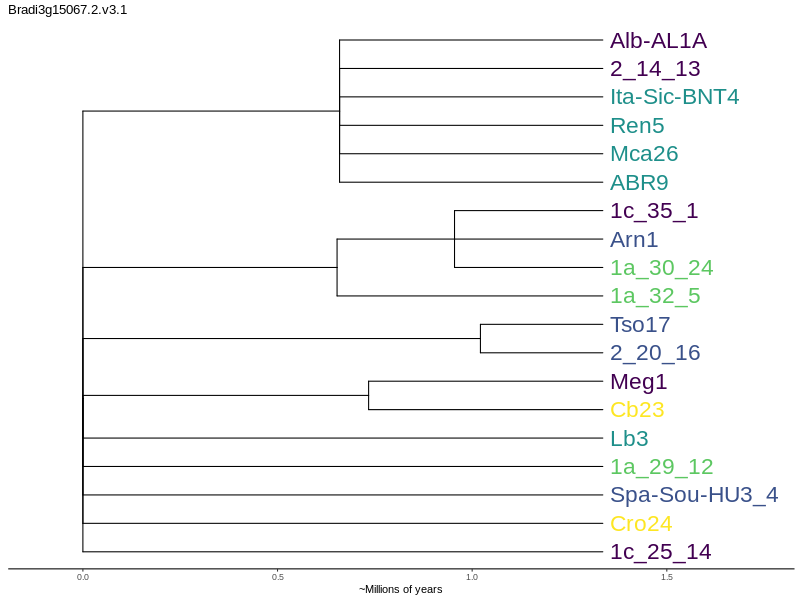 Bradi3g15067.2.v3.1
Alb-AL1A
2_14_13
Ita-Sic-BNT4
Ren5
Mca26
ABR9
1c_35_1
Arn1
1a_30_24
1a_32_5
Tso17
2_20_16
Meg1
Cb23
Lb3
1a_29_12
Spa-Sou-HU3_4
Cro24
1c_25_14
0.0 0.5 1.0 1.5
~Millions of years